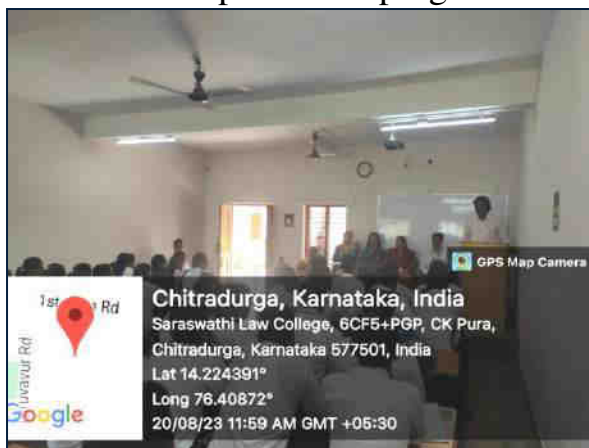 GPS Map Camera
Rd
Chitradurga, Karnataka, India
Saraswathi Law College, 6CF5+PGP, CK Pura,
Chitradurga, Karnataka 577501, India
Lat 14.224391°
Long 76.40872°
20/08/23 11:59 AM GMT +05:30
Google